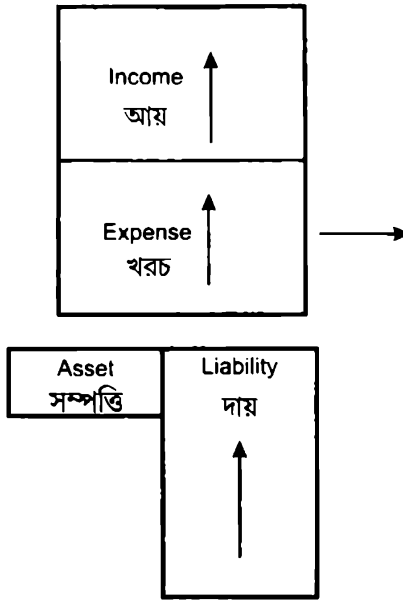 Income
আয়
Expense
খরচ
Asset
সম্পত্তি
Liability
দায়